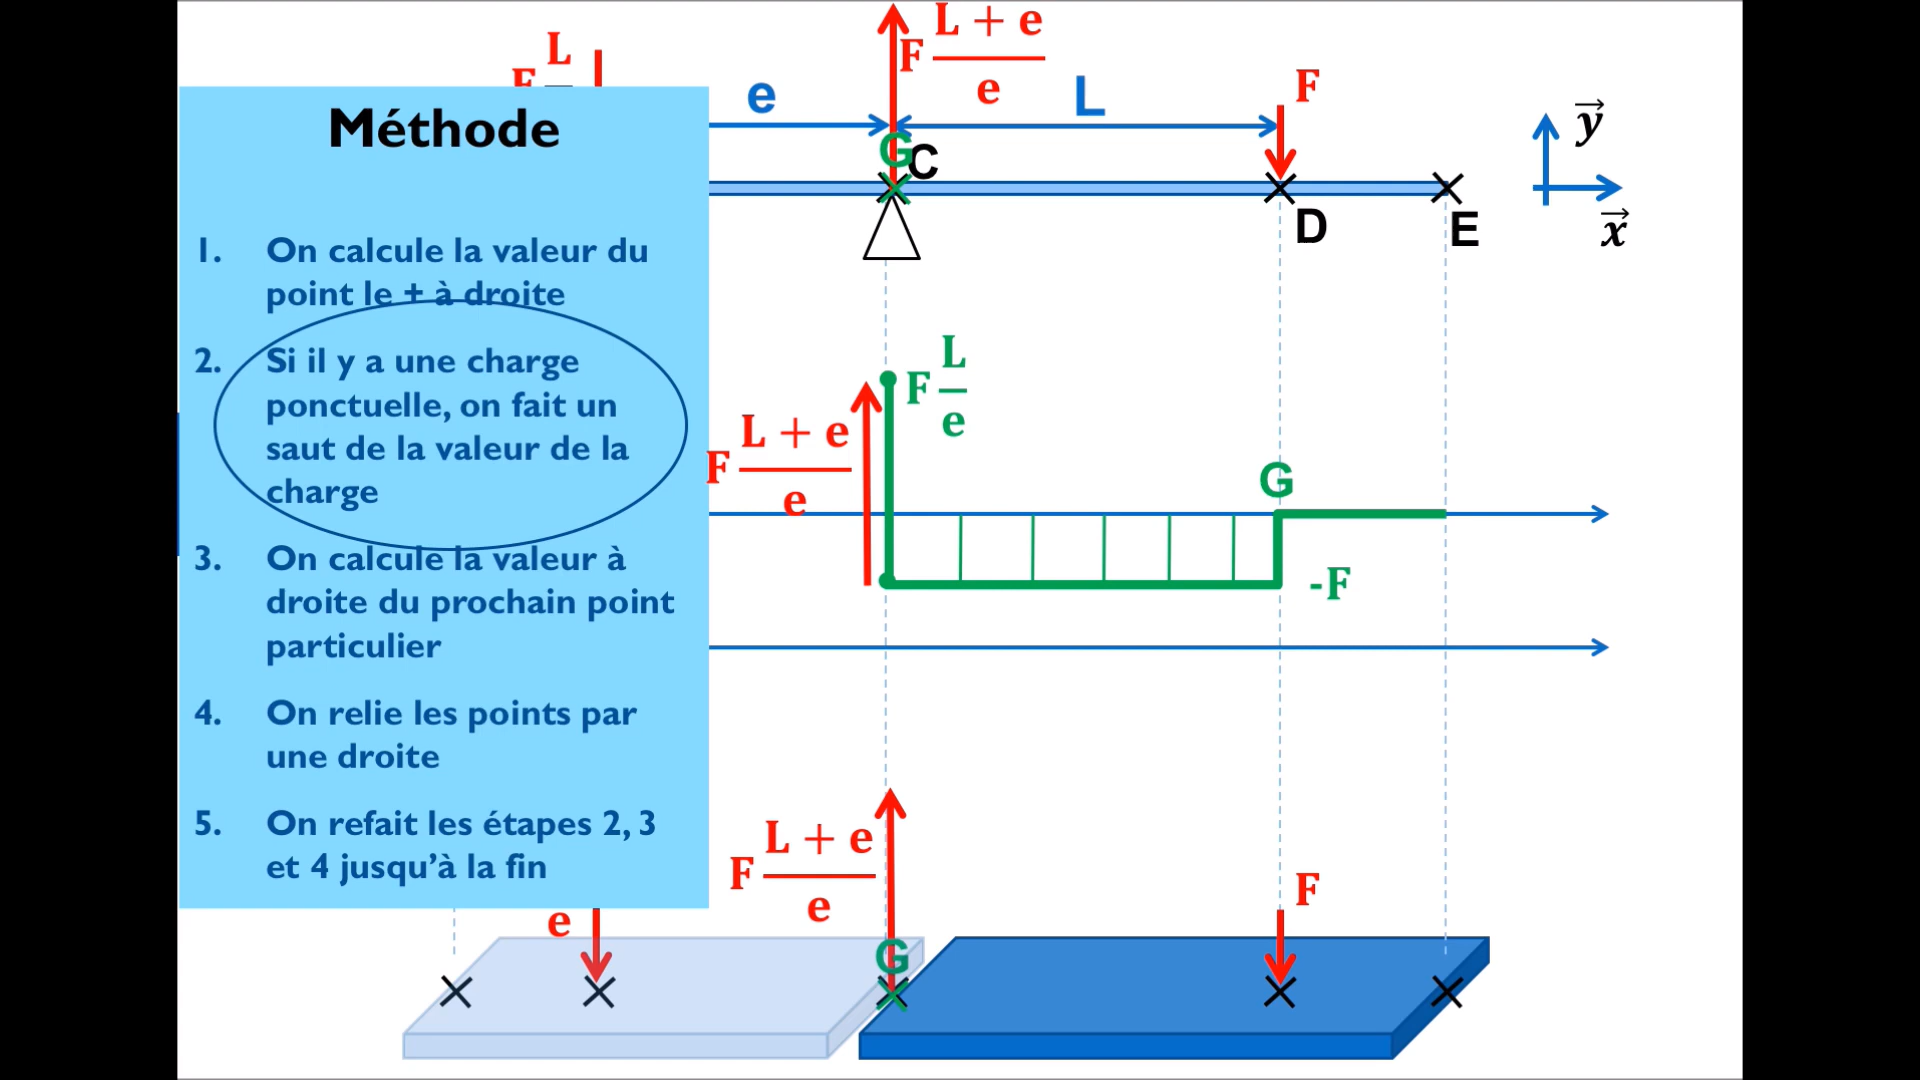 L
F
L + e
F
e
e
L
F
y
G
C
D
E
x
Méthode
1. On calcule la valeur du
point le + à droite
2. Si il y a une charge
ponctuelle, on fait un
saut de la valeur de la
charge
3. On calcule la valeur à
droite du prochain point
particulier
4. On relie les points par
une droite
5. On refait les étapes 2, 3
et 4 jusqu’à la fin
L
F
e
L + e
F
e
G
-F
L + e
F
e
F
e
G